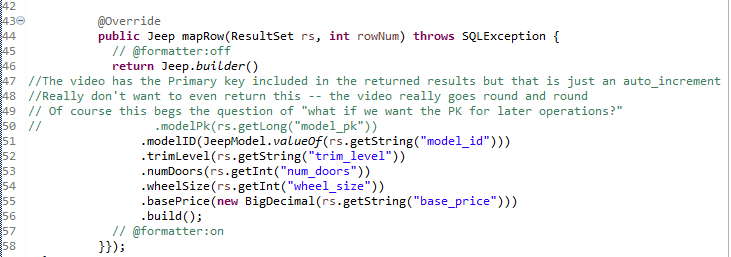 42
43 @Override
44 public Jeep mapRow(ResultSet rs, int rowNum) throws SQLException {
45 // @formatter:off
46 return Jeep.builder()
47 //The video has the Primary key included in the returned results but that is just an auto_increment
48 //Really don't want to even return this -- the video really goes round and round
49 // Of course this begs the question of "what if we want the PK for later operations?"
50 // .modelPk(rs.getLong("model_pk"))
51 .modelID(JeepModel.valueOf(rs.getString("model_id")))
52 .trimLevel(rs.getString("trim_level"))
53 .numDoors(rs.getInt("num_doors"))
54 .wheelSize(rs.getInt("wheel_size"))
55 .basePrice(new BigDecimal(rs.getString("base_price")))
56 .build();
57 // @formatter:on
58 }});